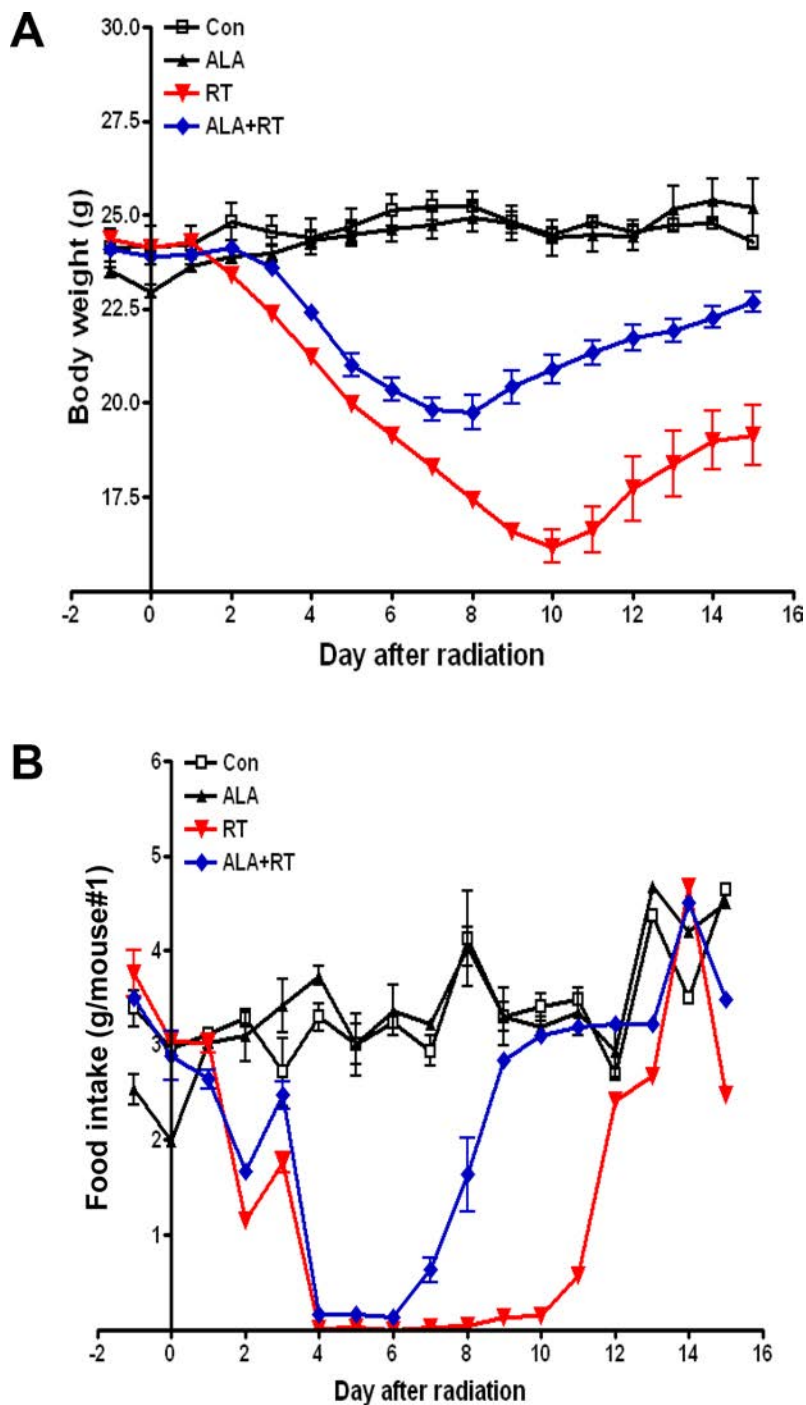 A
30.0
Con
ALA
RT
ALA+RT
27.5
25.0
22.5
20.0
17.5
Body weight (g)
-2 0 2 4 6 8 10 12 14 16
Day after radiation
B
6
Con
ALA
RT
ALA+RT
5
4
3
2
1
Food intake (g/mouse#1)
-2 0 2 4 6 8 10 12 14 16
Day after radiation